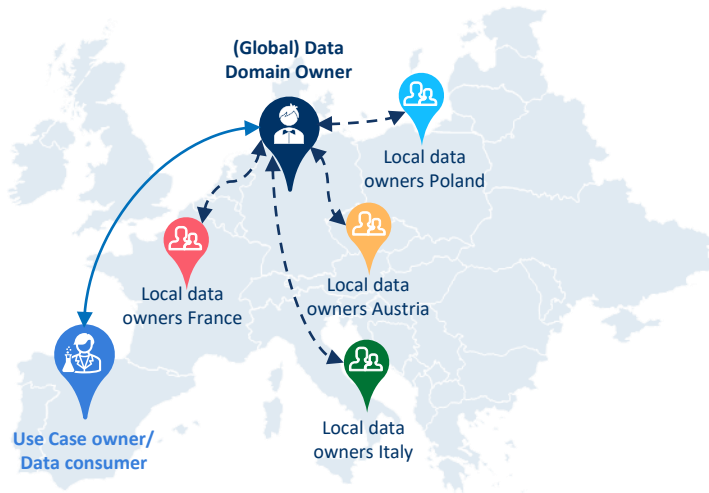 (Global) Data
Domain Owner
Local data
owners Poland
Local data
owners France
Local data
owners Austria
Use Case owner/
Data consumer
Local data
owners Italy